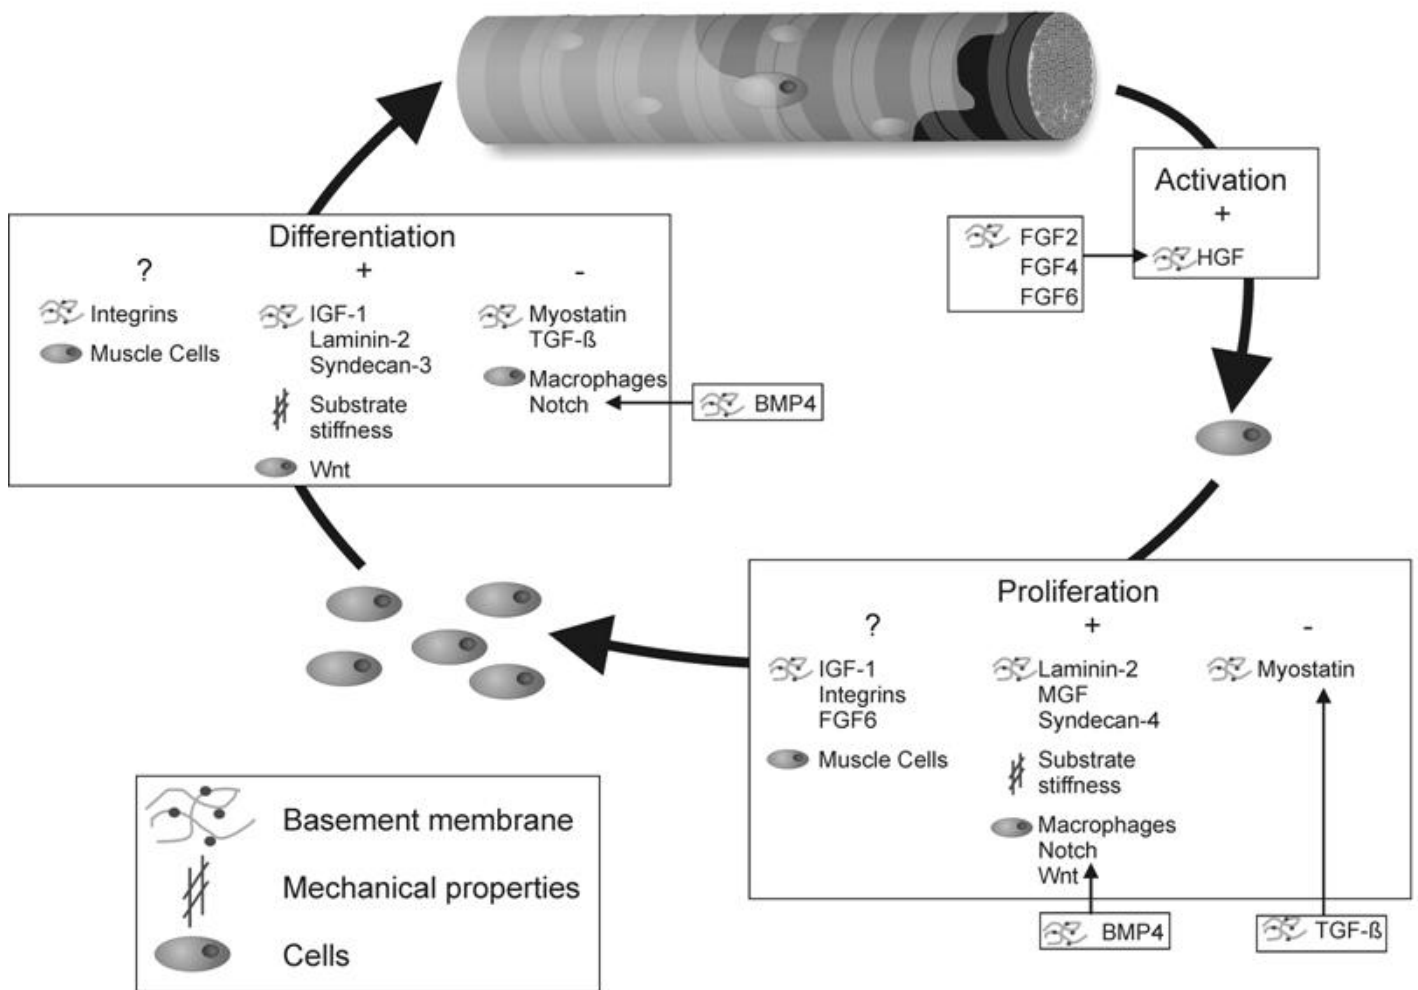 Activation
+
HGF
FGF2
FGF4
FGF6
Differentiation
?
+
-
Integrins
Muscle Cells
IGF-1
Laminin-2
Syndecan-3
Substrate
stiffness
Wnt
Myostatin
TGF-ß
Macrophages
Notch
BMP4
Proliferation
?
+
-
IGF-1
Integrins
FGF6
Muscle Cells
Laminin-2
MGF
Syndecan-4
Substrate
stiffness
Macrophages
Notch
Wnt
Myostatin
BMP4
TGF-ß
Basement membrane
Mechanical properties
Cells